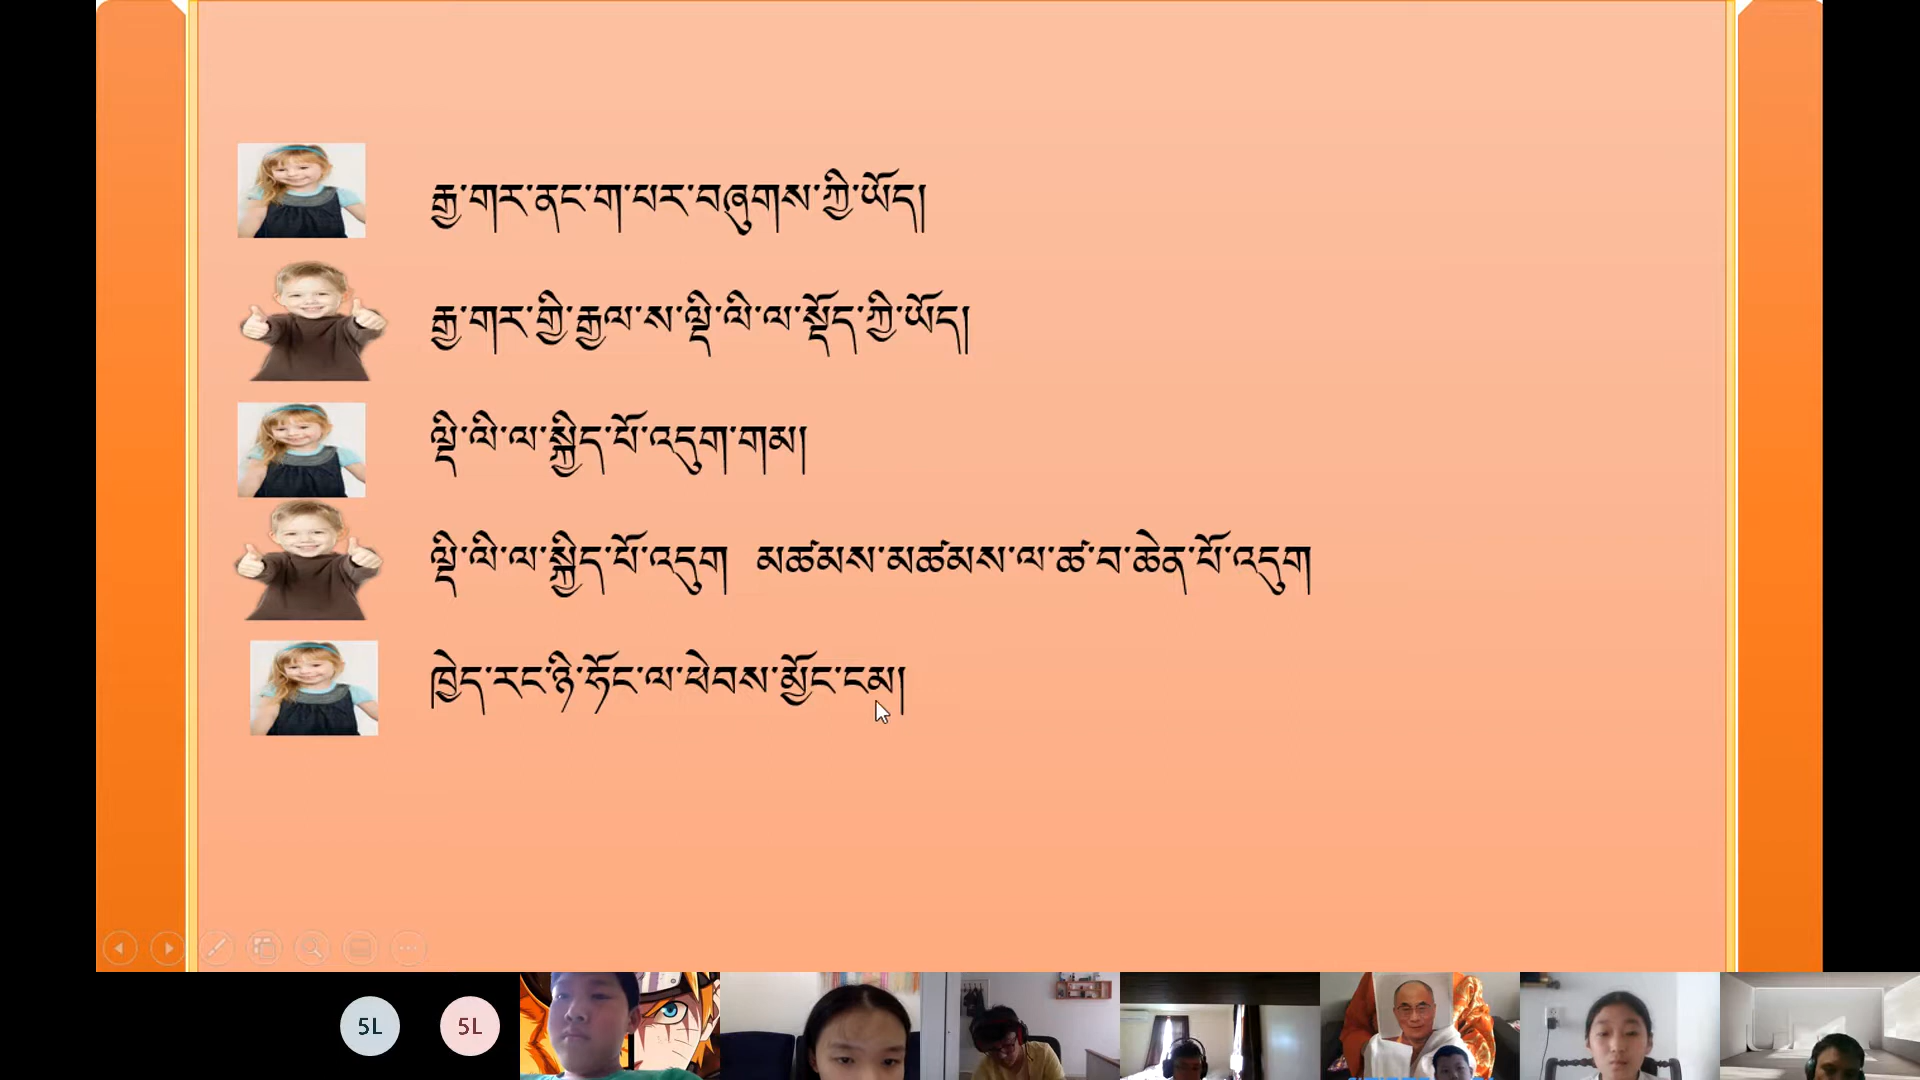 རྒྱ་གར་ནང་ག་པར་བཞུགས་ཀྱི་ཡོད།
རྒྱ་གར་གྱི་རྒྱལ་ས་ལྡི་ལི་ལ་སྡོད་ཀྱི་ཡོད།
ལྡི་ལི་ལ་སྐྱིད་པོ་འདུག་གམ།
ལྡི་ལི་ལ་སྐྱིད་པོ་འདུག  མཚམས་མཚམས་ལ་ཚ་བ་ཆེན་པོ་འདུག
ཁྱེད་རང་ཉི་ཧོང་ལ་ཕེབས་མྱོང་ངམ།
5L 5L